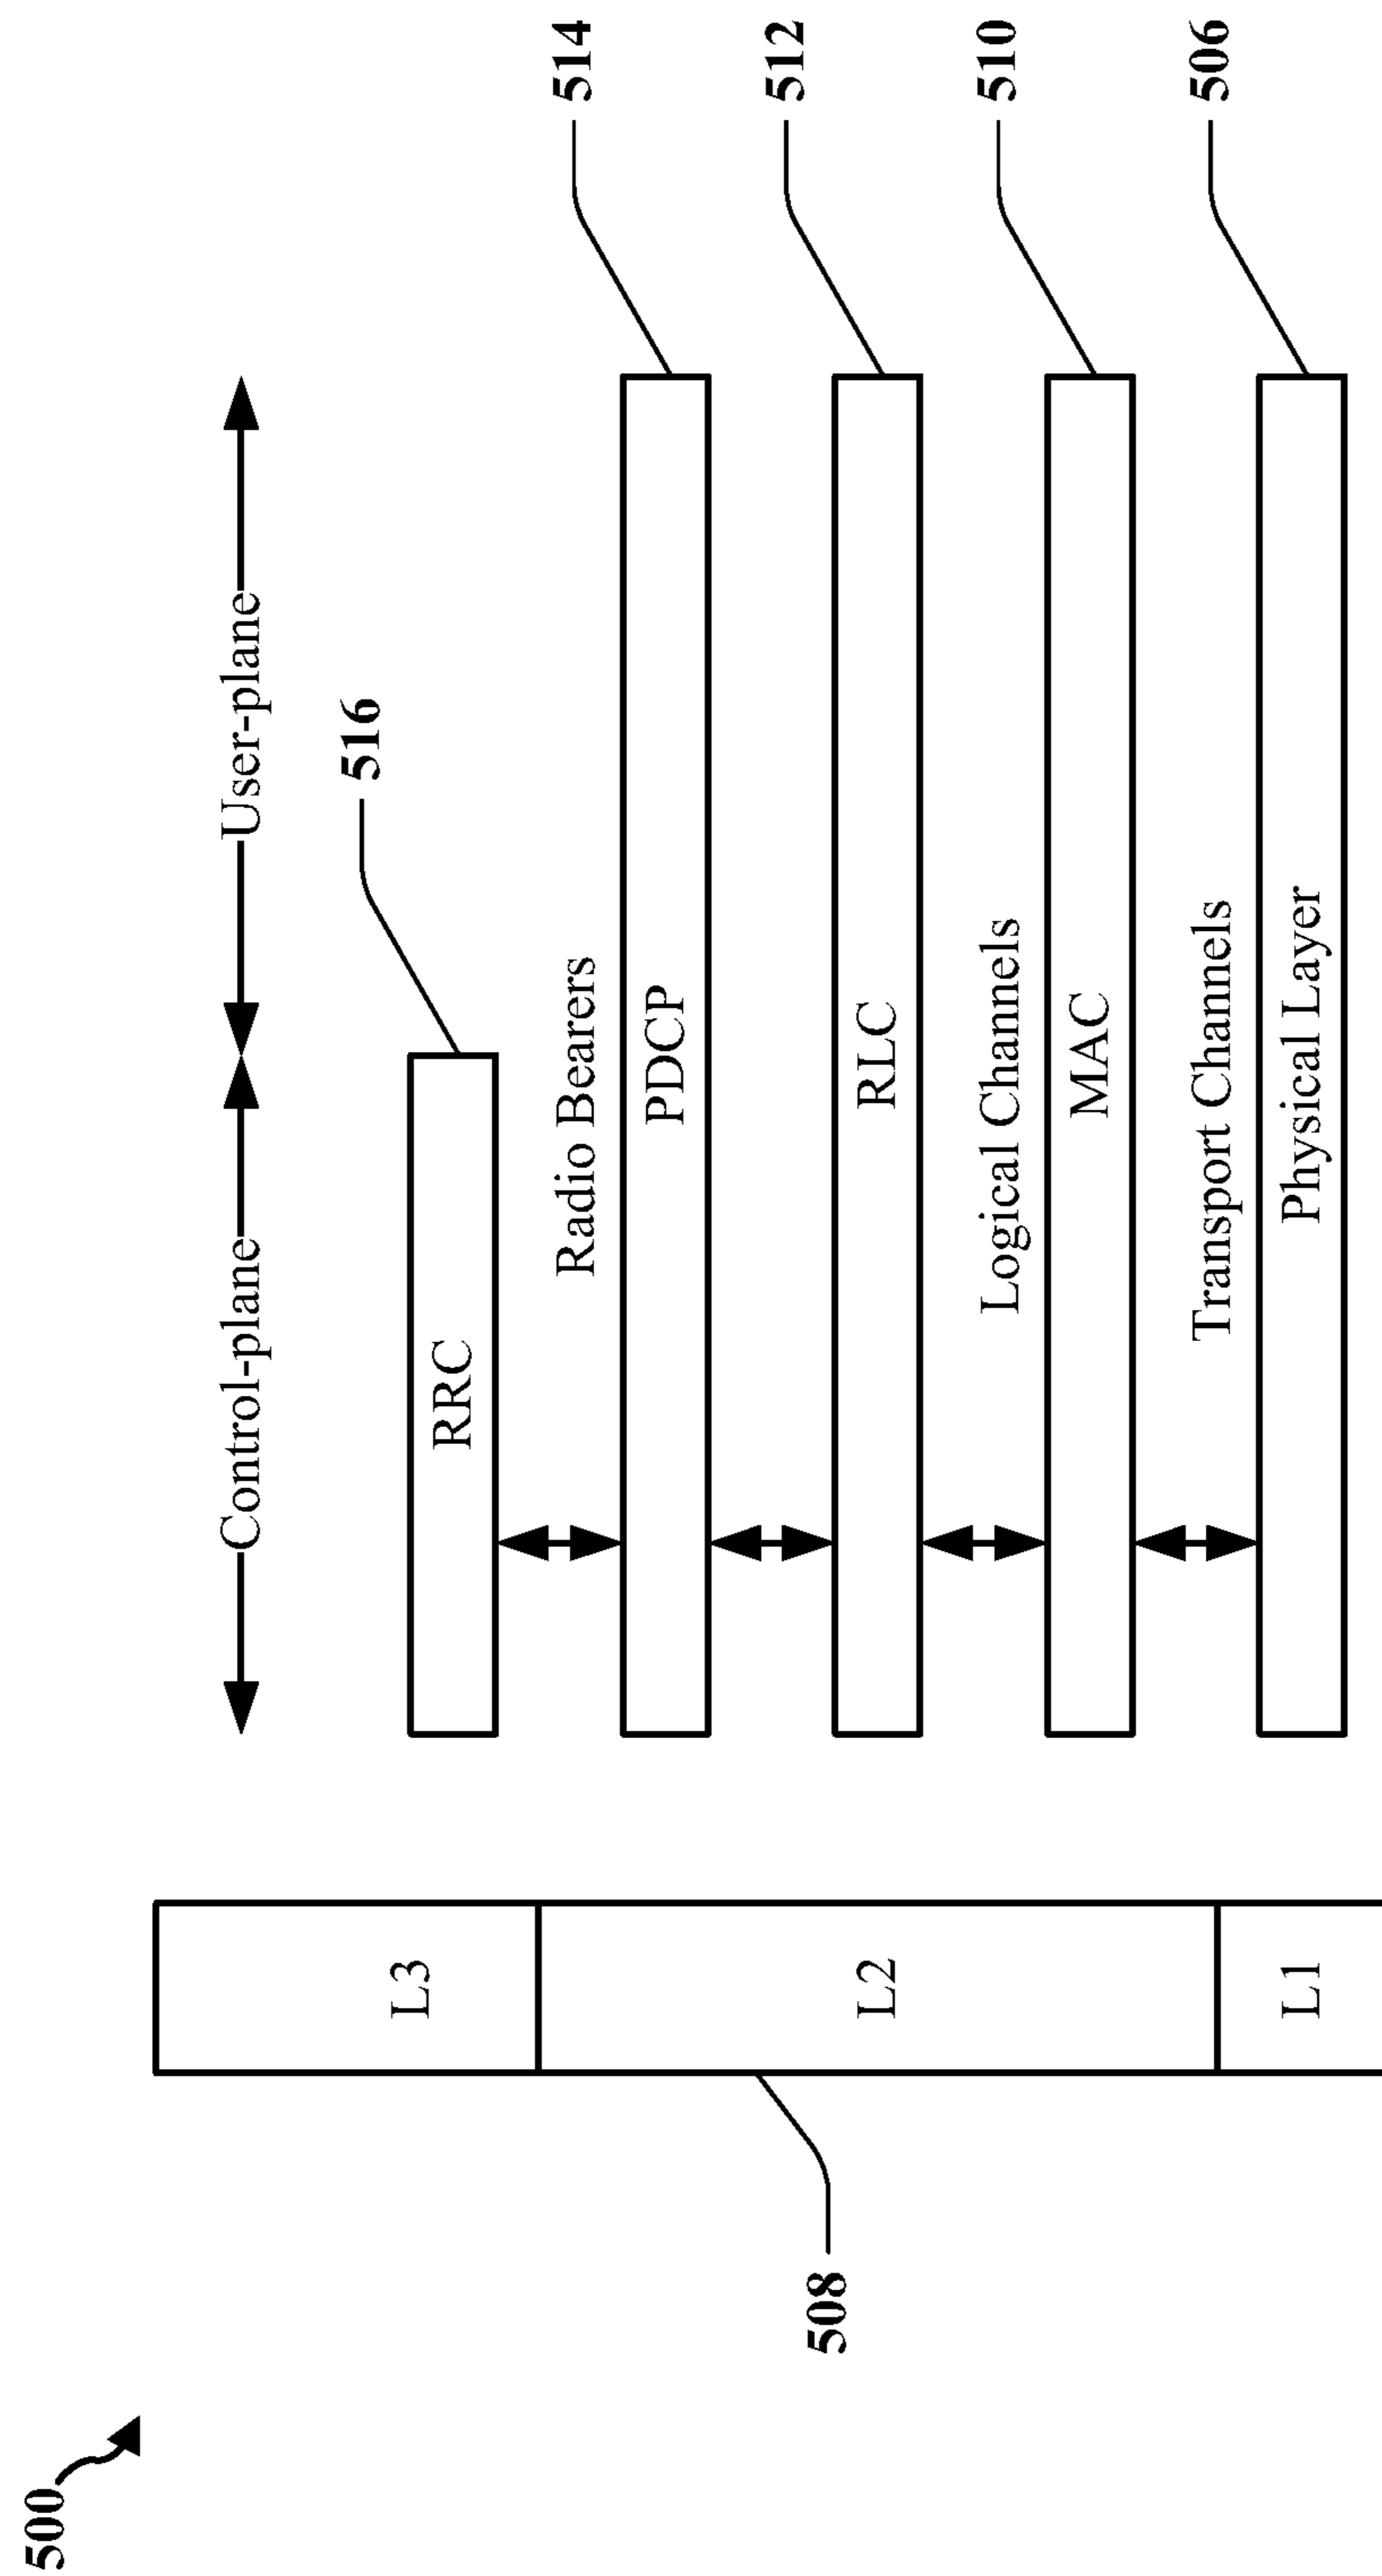 500
Control-plane
User-plane
516
L3
RRC
Radio Bearers
514
PDCP
508
L2
RLC
512
Logical Channels
MAC
510
Transport Channels
L1
Physical Layer
506